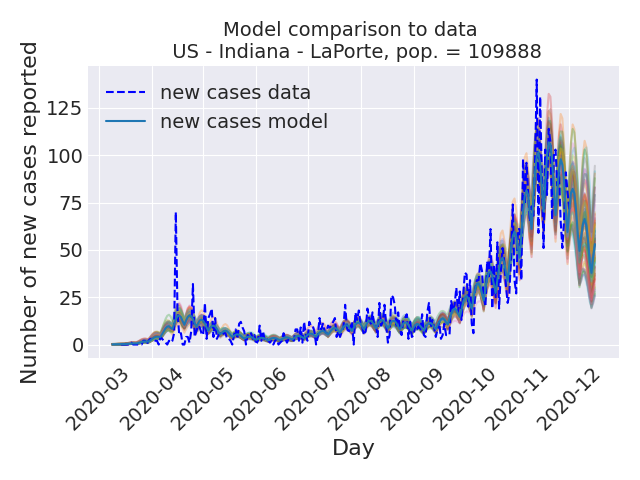 Model comparison to data
US - Indiana - LaPorte, pop. = 109888
Number of new cases reported
new cases data
new cases model
125
100
75
50
25
0
2020-03
2020-04
2020-05
2020-06
2020-07
2020-08
2020-09
2020-10
2020-11
2020-12
Day